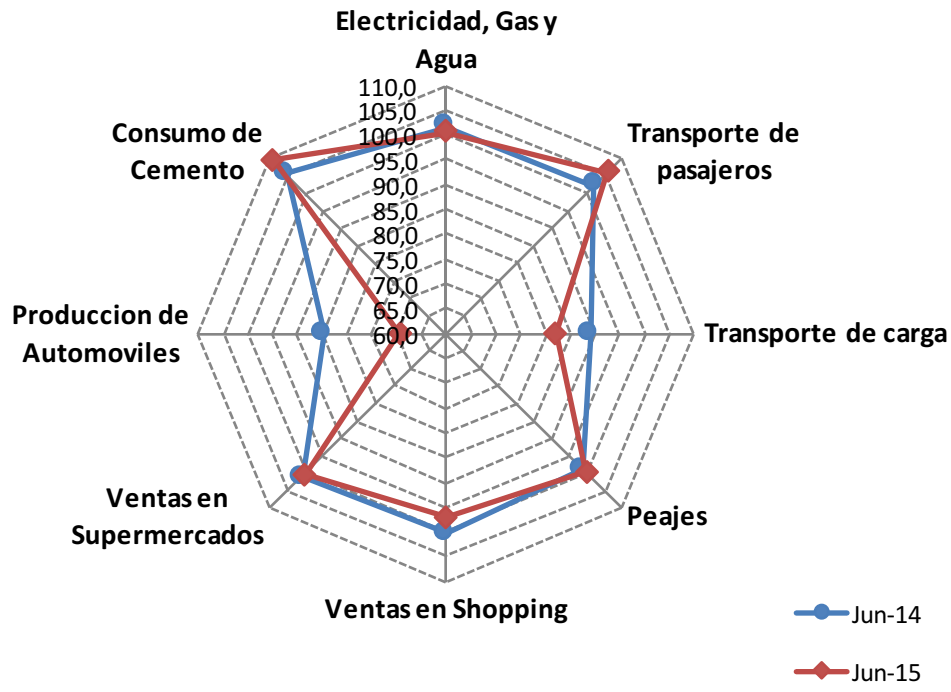 Electricidad, Gas y
Agua
110,0
105,0
100,0
95,0
90,0
85,0
80,0
75,0
70,0
65,0
60,0
Transporte de
pasajeros
Transporte de carga
Peajes
Ventas en Shopping
Ventas en
Supermercados
Produccion de
Automoviles
Consumo de
Cemento
Jun-14
Jun-15